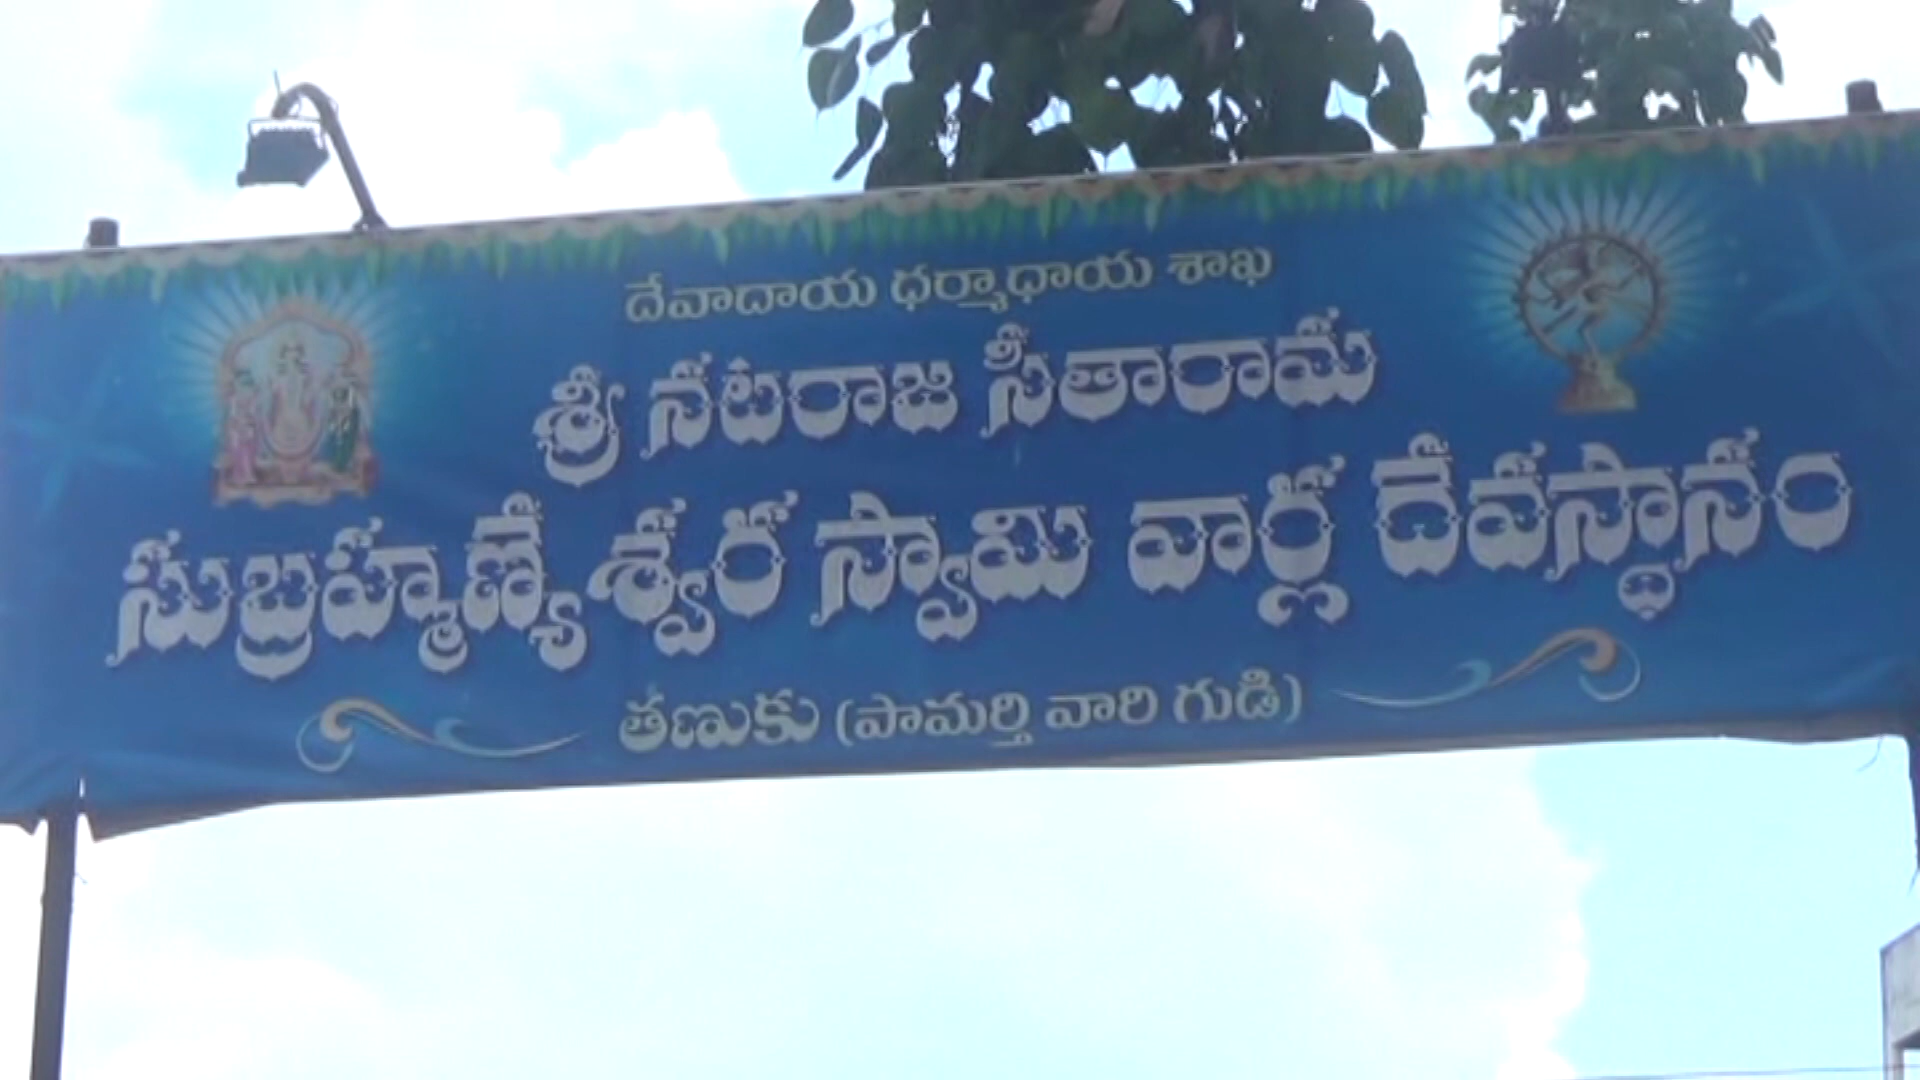 దేవాదాయ ధర్మాధాయ శాఖ
శ్రీ నటరాజ సీతారామ
సుబ్రహ్మణ్యేశ్వర స్వామి వార్ల దేవస్థానం
తణుకు (పామర్తి వారి గుడి)